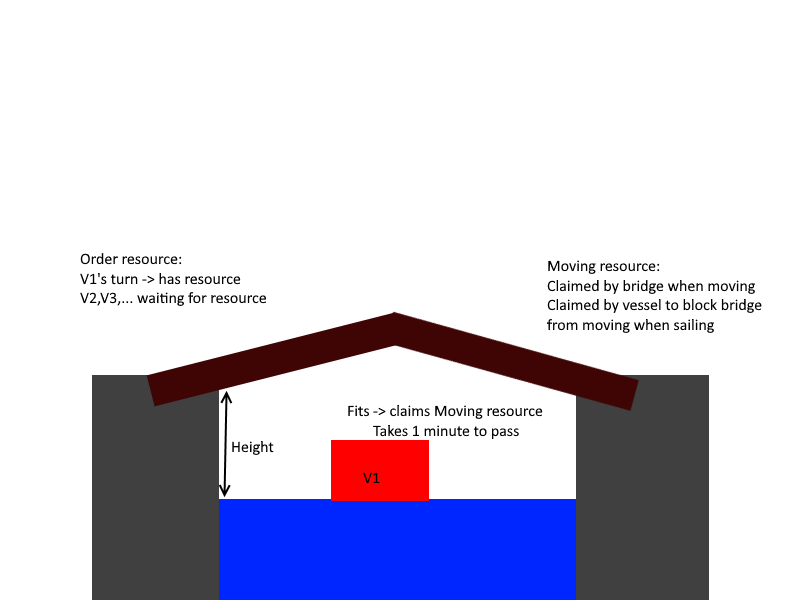 Order resource:
V1's turn -> has resource
V2,V3,... waiting for resource
Moving resource:
Claimed by bridge when moving
Claimed by vessel to block bridge
from moving when sailing
Fits -> claims Moving resource
Takes 1 minute to pass
Height
V1